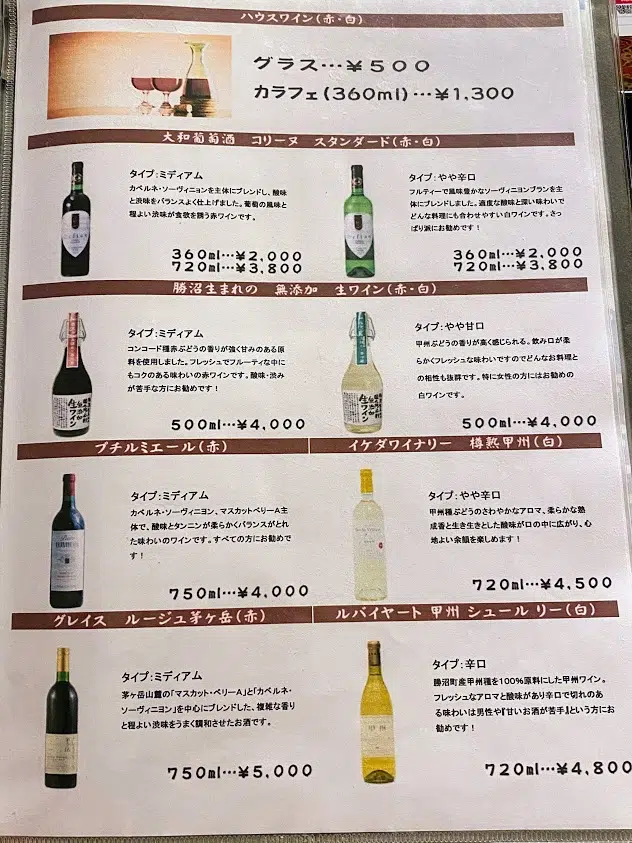 ハウスワイン(赤・白)
グラス…￥５００
カラフェ(360ml)…￥1,300
大和葡萄酒 コリーヌ スタンダード(赤・白)
タイプ:ミディアム
カベルネ・ソーヴィニョンを主体にブレンドし、酸味
と渋味をバランスよく仕上げました。葡萄の風味と
程よい渋味が食欲を誘う赤ワインです。
360ml…￥2,000
720ml…￥3,800
タイプ:やや辛口
フルティーで風味豊かなソーヴィニヨンブランを主
体にブレンドしました。適度な酸味と深い味わいで
どんな料理にも合わせやすい白ワインです。さっ
ぱり派にお勧めです！
360ml…￥2,000
720ml…￥3,800
勝沼生まれの 無添加 生ワイン(赤・白)
タイプ:ミディアム
コンコード種赤ぶどうの香りが強く甘みのある原
料を使用しました。フレッシュでフルーティな中に
もコクのある味わいの赤ワインです。酸味・渋み
が苦手な方にお勧めです！
500ml…￥4,000
タイプ:やや甘口
甲州ぶどうの香りが高く感じられる。飲み口が柔
らかくフレッシュな味わいですのでどんなお料理と
の相性も抜群です。特に女性の方にはお勧めの
白ワインです。
500ml…￥4,000
プチルミエール(赤)
タイプ:ミディアム
カベルネ・ソーヴィニヨン、マスカットベリーＡ主体
で、酸味とタンニンが柔らかくバランスがとれ
た味わいのワインです。すべての方にお勧めで
す！
750ml…￥4,000
イケダワイナリー 樽熟甲州(白)
タイプ:やや辛口
甲州種ぶどうのさわやかなアロマ、柔らかな熟
成香と生き生きとした酸味が口の中に広がり、心
地よい余韻を楽しめます！
720ml…￥4,500
グレイス ルージュ茅ヶ岳(赤)
タイプ:ミディアム
茅ヶ岳山麓の「マスカット・ベリーＡ」と「カベルネ・
ソーヴィニヨン」を中心にブレンドした、複雑な香り
と程よい渋味をうまく調和させたお酒です。
750ml…￥5,000
ルバイヤート 甲州 シュール リー(白)
タイプ:辛口
勝沼町産甲州種を100％原料にした甲州ワイン。
フレッシュなアロマと酸味があり辛口で切れのあ
る味わいは男性や『甘いお酒が苦手』という方にお
勧めです！
720ml…￥4,800